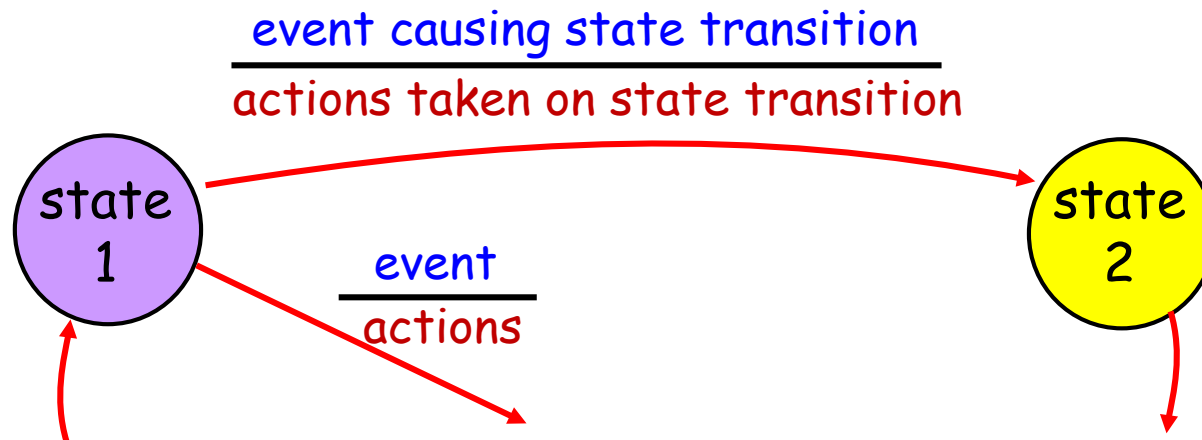 event causing state transition
actions taken on state transition
state
1
state
2
event
actions